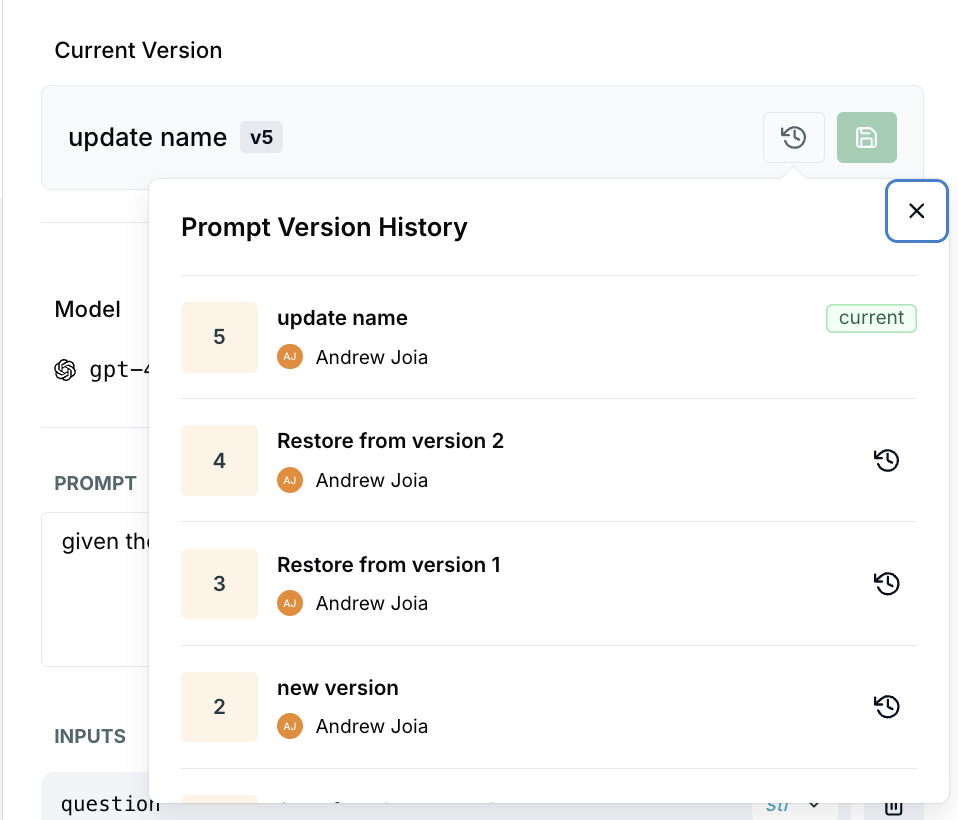 Current Version
update name v5
Prompt Version History
Model
5
update name
current
AJ Andrew Joia
gpt-4
4
Restore from version 2
AJ Andrew Joia
PROMPT
given the
3
Restore from version 1
AJ Andrew Joia
2
new version
AJ Andrew Joia
INPUTS
question
str